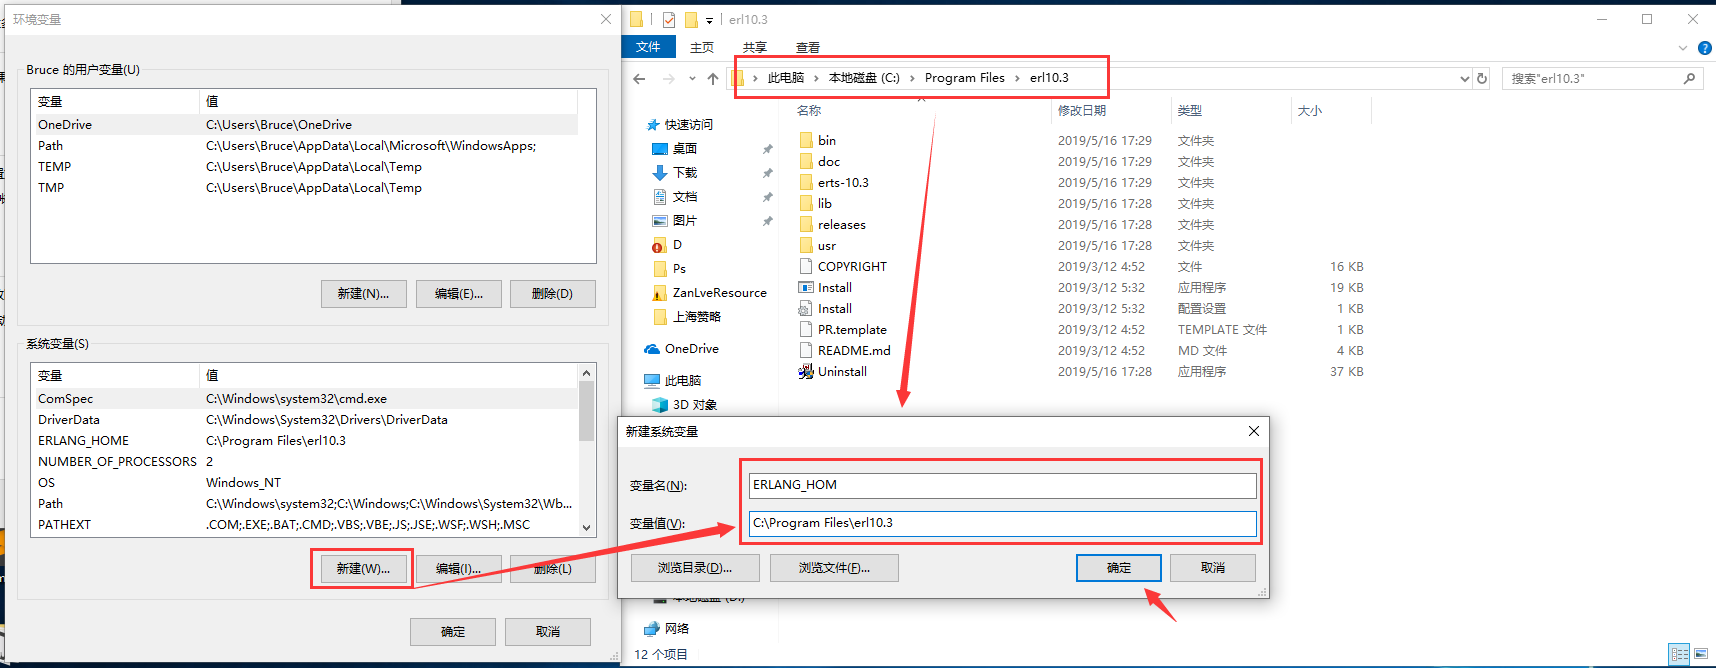 环境变量
Bruce 的用户变量(U)
变量 值
OneDrive C:\Users\Bruce\OneDrive
Path C:\Users\Bruce\AppData\Local\Microsoft\WindowsApps;
TEMP C:\Users\Bruce\AppData\Local\Temp
TMP C:\Users\Bruce\AppData\Local\Temp
新建(N)... 编辑(E)... 删除(D)
系统变量(S)
变量 值
ComSpec C:\Windows\system32\cmd.exe
DriverData C:\Windows\System32\Drivers\DriverData
ERLANG_HOME C:\Program Files\erl10.3
NUMBER_OF_PROCESSORS 2
OS Windows_NT
Path C:\Windows\system32;C:\Windows;C:\Windows\System32\Wb...
PATHEXT .COM;.EXE;.BAT;.CMD;.VBS;.VBE;.JS;.JSE;.WSF;.WSH;.MSC
新建(W)... 编辑(I)... 删除(L)
确定 取消
erl10.3
文件 主页 共享 查看
此电脑 本地磁盘 (C:) Program Files erl10.3
搜索"erl10.3"
快速访问
桌面
下载
文档
图片
D
Ps
ZanLveResource
上海赞略
OneDrive
此电脑
3D 对象
本地磁盘 (D:)
网络
名称 修改日期 类型 大小
bin 2019/5/16 17:29 文件夹
doc 2019/5/16 17:29 文件夹
erts-10.3 2019/5/16 17:29 文件夹
lib 2019/5/16 17:28 文件夹
releases 2019/5/16 17:29 文件夹
usr 2019/5/16 17:28 文件夹
COPYRIGHT 2019/3/12 4:52 文件 16 KB
Install 2019/3/12 5:32 应用程序 19 KB
Install 2019/3/12 5:32 配置设置 1 KB
PR.template 2019/3/12 4:52 TEMPLATE 文件 1 KB
README.md 2019/3/12 4:52 MD 文件 4 KB
Uninstall 2019/5/16 17:28 应用程序 37 KB
12 个项目
新建系统变量
变量名(N): ERLANG_HOM
变量值(V): C:\Program Files\erl10.3
浏览目录(D)... 浏览文件(F)... 确定 取消